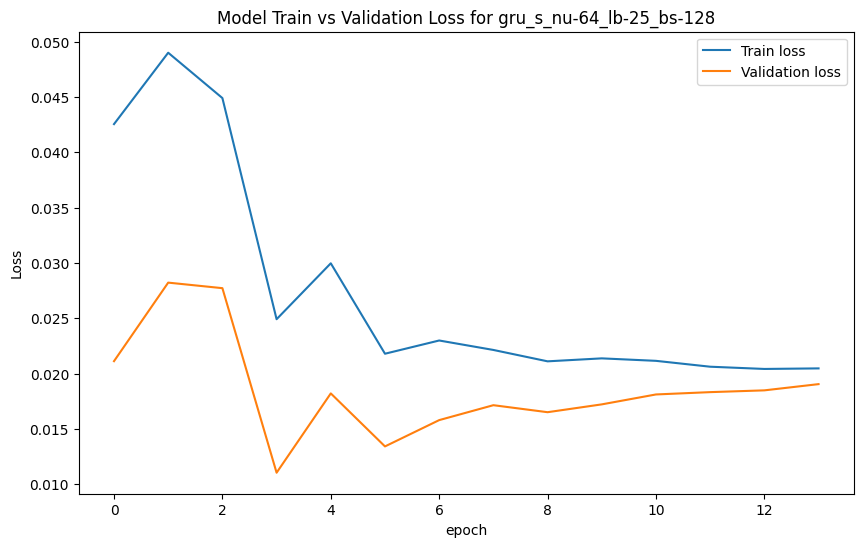 Model Train vs Validation Loss for gru_s_nu-64_lb-25_bs-128
Train loss
Validation loss
0.050
0.045
0.040
0.035
0.030
0.025
0.020
0.015
0.010
Loss
0 2 4 6 8 10 12
epoch